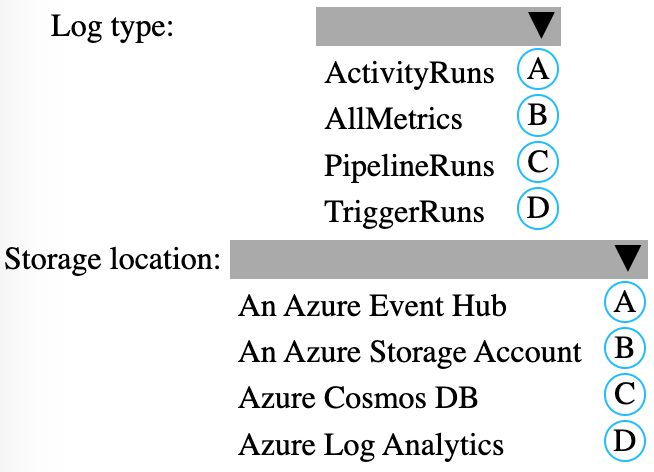 Log type:
ActivityRuns A
AllMetrics B
PipelineRuns C
TriggerRuns D
Storage location:
An Azure Event Hub A
An Azure Storage Account B
Azure Cosmos DB C
Azure Log Analytics D